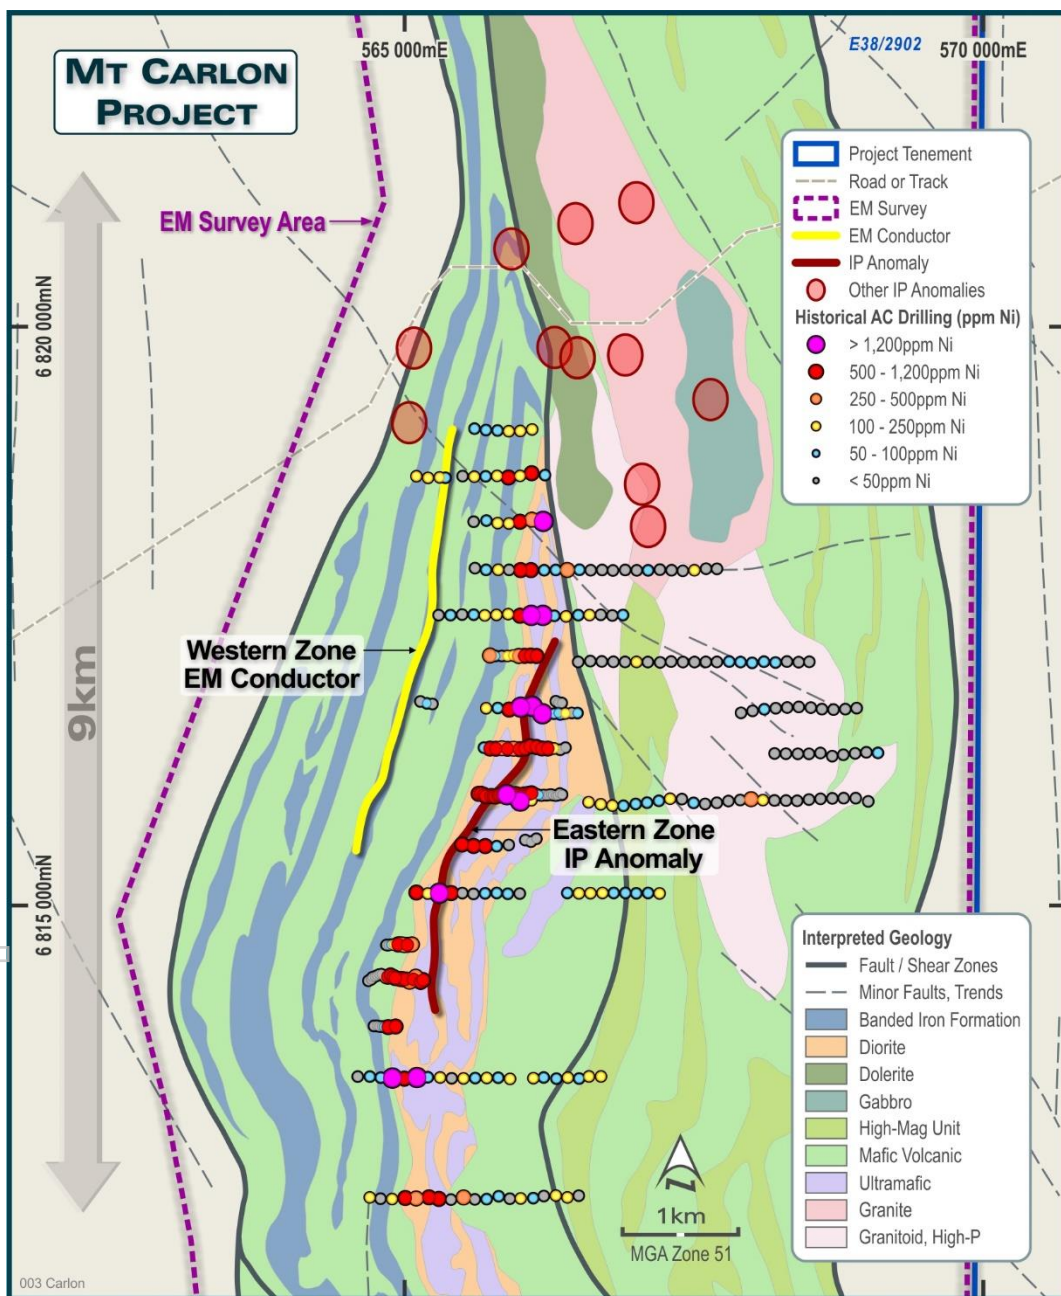 565 000mE
E38/2902
570 000mE
MT CARLON
PROJECT
EM Survey Area
6 820 000mN
9km
6 815 000mN
Western Zone
EM Conductor
Eastern Zone
IP Anomaly
Project Tenement
Road or Track
EM Survey
EM Conductor
IP Anomaly
Other IP Anomalies
Historical AC Drilling (ppm Ni)
> 1,200ppm Ni
500 - 1,200ppm Ni
250 - 500ppm Ni
100 - 250ppm Ni
50 - 100ppm Ni
< 50ppm Ni
Interpreted Geology
Fault / Shear Zones
Minor Faults, Trends
Banded Iron Formation
Diorite
Dolerite
Gabbro
High-Mag Unit
Mafic Volcanic
Ultramafic
Granite
Granitoid, High-P
N
1km
MGA Zone 51
003 Carlon